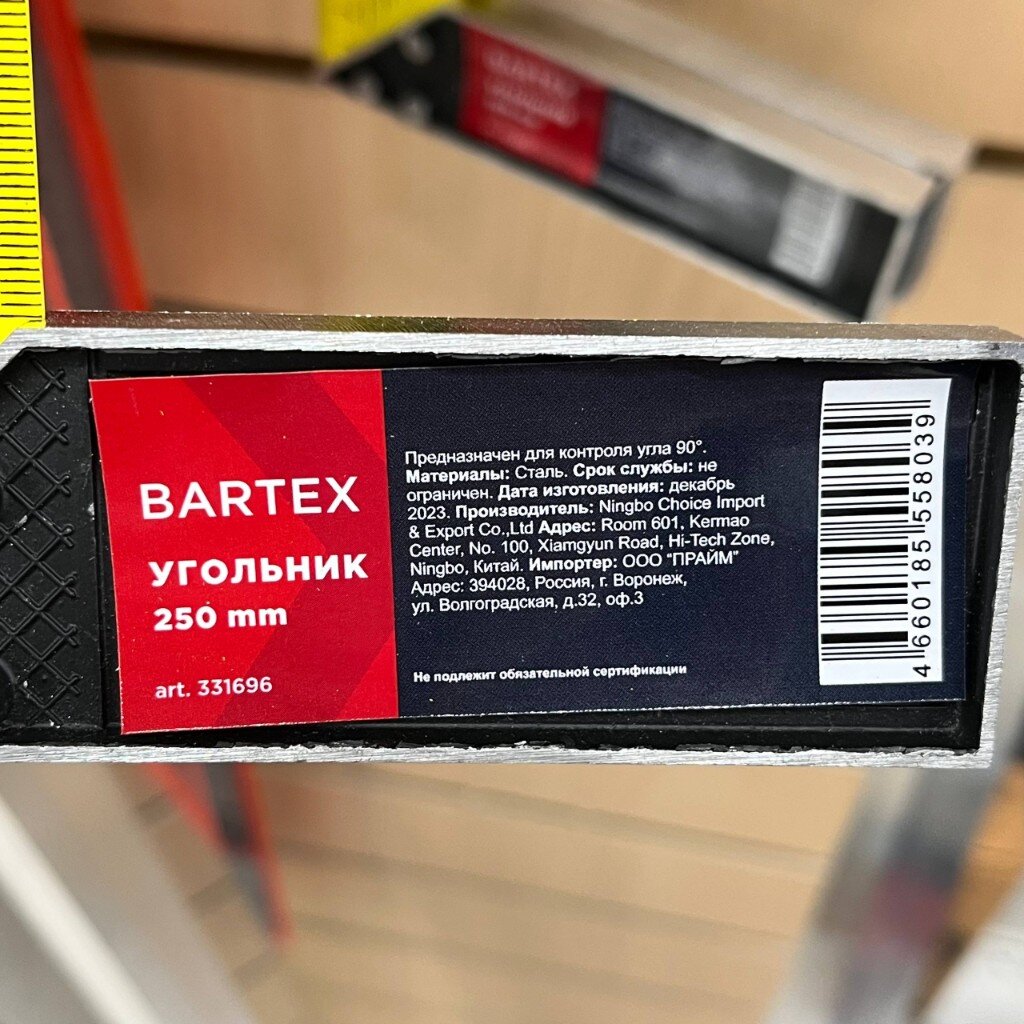 BARTEX
УГОЛЬНИК
250 mm
art. 331696
Предназначен для контроля угла 90°.
Материалы: Сталь. Срок службы: не
ограничен. Дата изготовления: декабрь
2023. Производитель: Ningbo Choice Import
& Export Co.,Ltd Адрес: Room 601, Kermao
Center, No. 100, Xiamgyun Road, Hi-Tech Zone,
Ningbo, Китай. Импортер: ООО "ПРАЙМ"
Адрес: 394028, Россия, г. Воронеж,
ул. Волгоградская, д.32, оф.3
Не подлежит обязательной сертификации
4 660185 558039
BARTEX